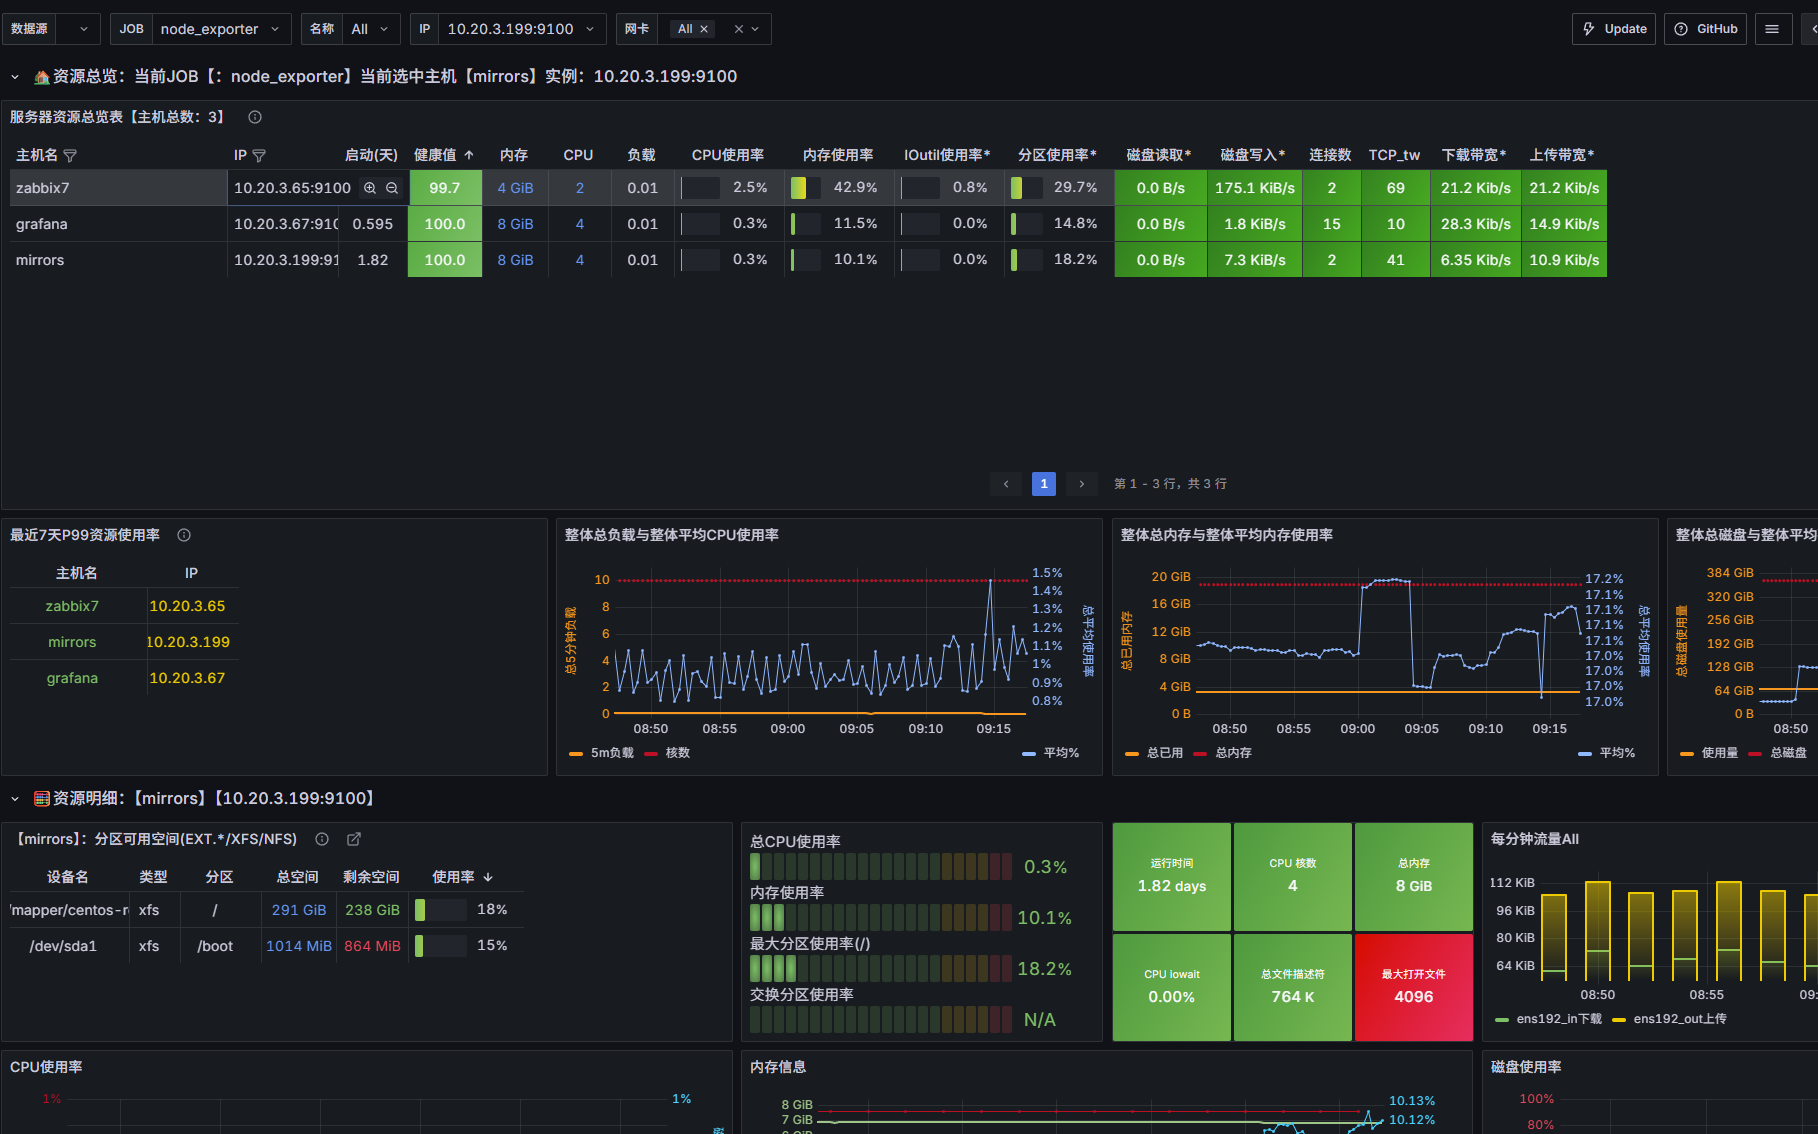 数据源
JOB node_exporter
名称 All
IP 10.20.3.199:9100
网卡 All
Update
GitHub
资源总览：当前JOB【：node_exporter】当前选中主机【mirrors】实例：10.20.3.199:9100
服务器资源总览表【主机总数：3】
主机名 IP 启动(天) 健康值 内存 CPU 负载 CPU使用率 内存使用率 IOutil使用率* 分区使用率* 磁盘读取* 磁盘写入* 连接数 TCP_tw 下载带宽* 上传带宽*
zabbix7 10.20.3.65:9100 99.7 4 GiB 2 0.01 2.5% 42.9% 0.8% 29.7% 0.0 B/s 175.1 KiB/s 2 69 21.2 Kib/s 21.2 Kib/s
grafana 10.20.3.67:910 0.595 100.0 8 GiB 4 0.01 0.3% 11.5% 0.0% 14.8% 0.0 B/s 1.8 KiB/s 15 10 28.3 Kib/s 14.9 Kib/s
mirrors 10.20.3.199:91 1.82 100.0 8 GiB 4 0.01 0.3% 10.1% 0.0% 18.2% 0.0 B/s 7.3 KiB/s 2 41 6.35 Kib/s 10.9 Kib/s
1 第 1 - 3 行，共 3 行
最近7天P99资源使用率
主机名 IP
zabbix7 10.20.3.65
mirrors 10.20.3.199
grafana 10.20.3.67
整体总负载与整体平均CPU使用率
总5分钟负载
10
8
6
4
2
0
1.5%
1.4%
1.3%
1.2%
1.1%
1%
0.9%
0.8%
总平均使用率
08:50 08:55 09:00 09:05 09:10 09:15
5m负载 核数 平均%
整体总内存与整体平均内存使用率
总已用内存
20 GiB
16 GiB
12 GiB
8 GiB
4 GiB
0 B
17.2%
17.1%
17.1%
17.1%
17.1%
17.0%
17.0%
17.0%
17.0%
总平均使用率
08:50 08:55 09:00 09:05 09:10 09:15
总已用 总内存 平均%
整体总磁盘与整体平均
总磁盘使用量
384 GiB
320 GiB
256 GiB
192 GiB
128 GiB
64 GiB
0 B
08:50
使用量 总磁盘
资源明细：【mirrors】【10.20.3.199:9100】
【mirrors】：分区可用空间(EXT.*/XFS/NFS)
设备名 类型 分区 总空间 剩余空间 使用率
/mapper/centos-r xfs / 291 GiB 238 GiB 18%
/dev/sda1 xfs /boot 1014 MiB 864 MiB 15%
总CPU使用率
0.3%
内存使用率
10.1%
最大分区使用率(/)
18.2%
交换分区使用率
N/A
运行时间
1.82 days
CPU 核数
4
总内存
8 GiB
CPU iowait
0.00%
总文件描述符
764 K
最大打开文件
4096
每分钟流量All
112 KiB
96 KiB
80 KiB
64 KiB
08:50 08:55 09:
ens192_in下载 ens192_out上传
CPU使用率
1% 1%
内存信息
8 GiB
7 GiB
10.13%
10.12%
磁盘使用率
100%
80%